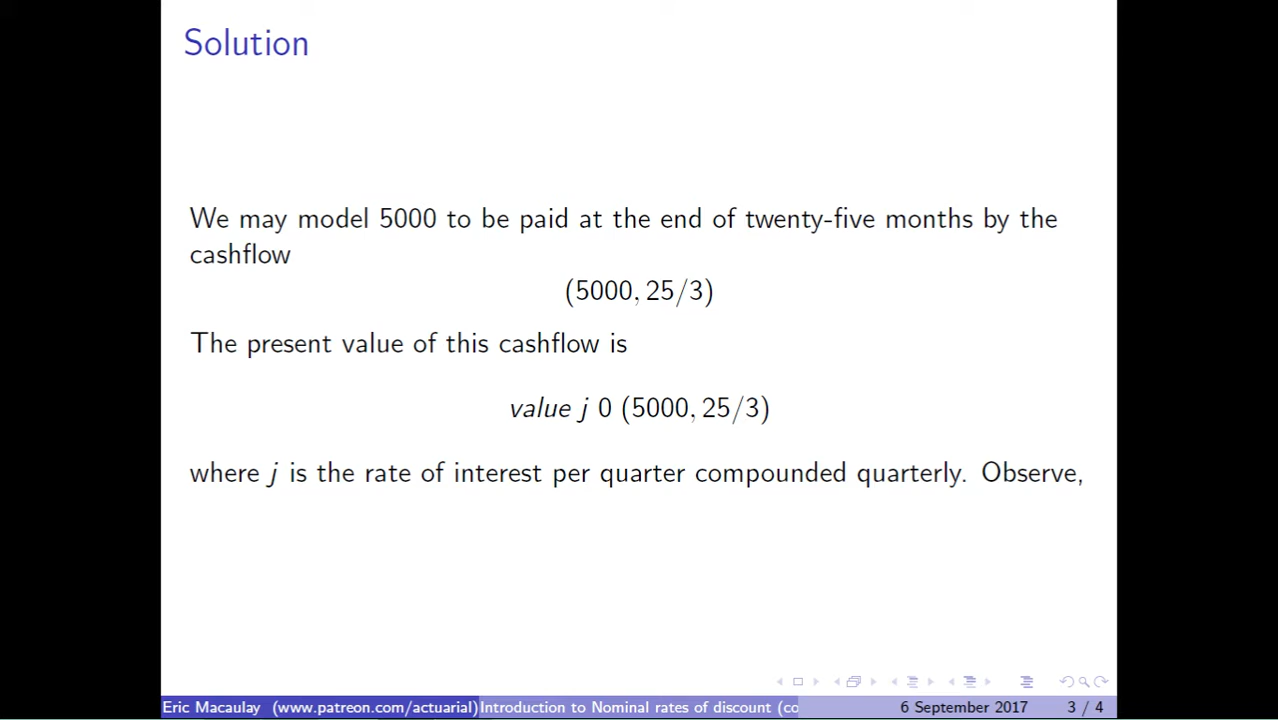 Solution
We may model 5000 to be paid at the end of twenty-five months by the
cashflow
(5000, 25/3)
The present value of this cashflow is
value j 0 (5000, 25/3)
where j is the rate of interest per quarter compounded quarterly. Observe,
Eric Macaulay (www.patreon.com/actuarial) Introduction to Nominal rates of discount (co 6 September 2017 3 / 4